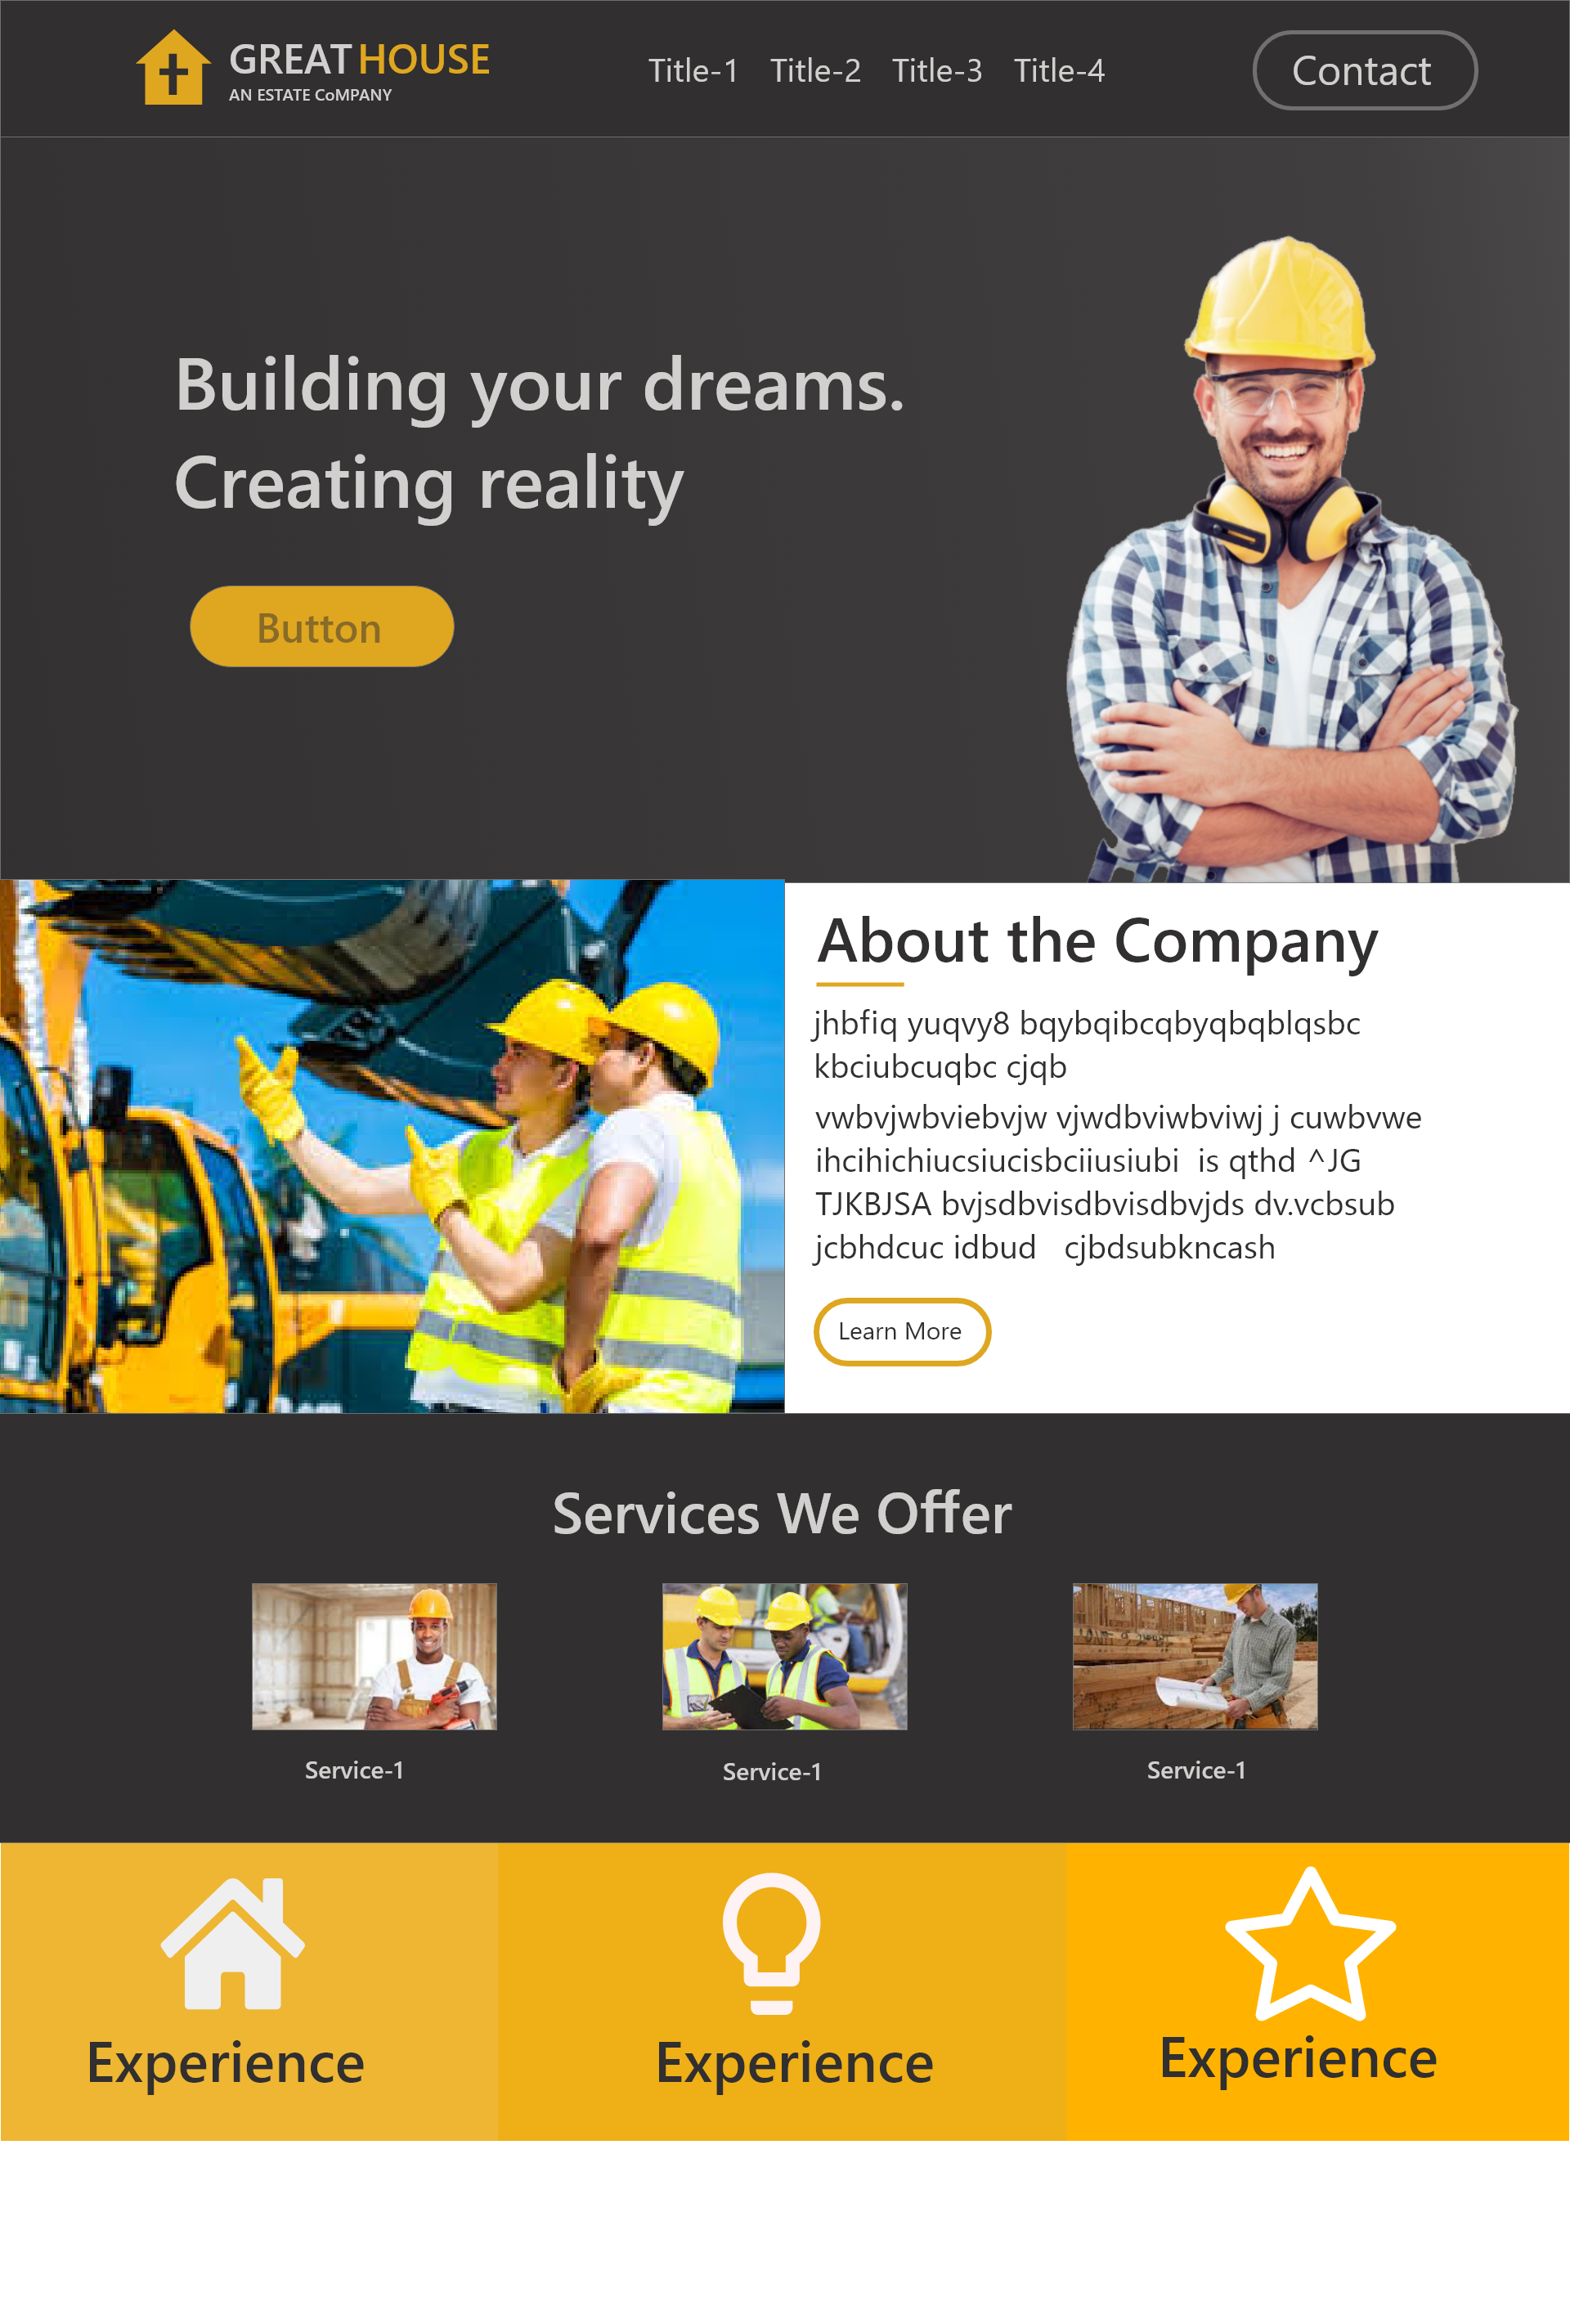 GREAT HOUSE
AN ESTATE CoMPANY
Title-1 Title-2 Title-3 Title-4
Contact
Building your dreams.
Creating reality
Button
About the Company
jhbfiq yuqvy8 bqybqibcqbyqbqblqsbc
kbciubcuqbc cjqb
vwbvjwbviebvjw vjwdbviwbviwj j cuwbvwe
ihcihichiucsiucisbciiusiubi is qthd ^JG
TJKBJSA bvjsdbvisdbvisdbvjds dv.vcbsub
jcbhdcuc idbud cjbdsubkncash
Learn More
Services We Offer
Service-1
Service-1
Service-1
Experience
Experience
Experience